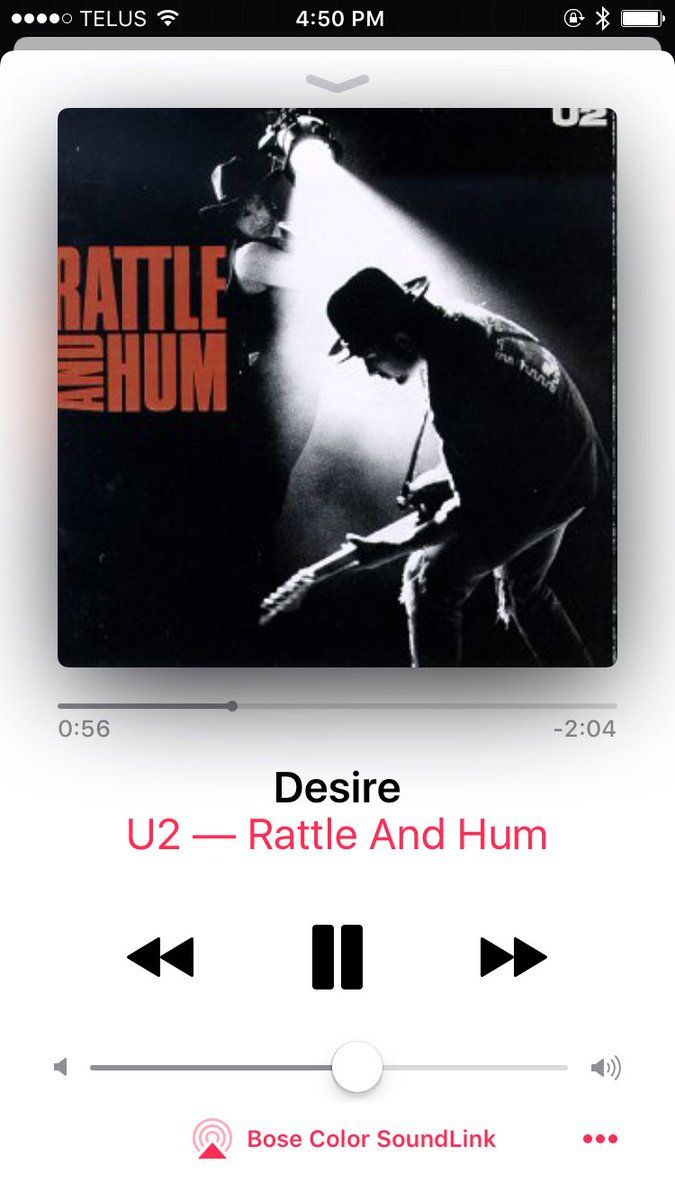 TELUS 4:50 PM
U2
RATTLE
AND HUM
0:56 -2:04
Desire
U2 — Rattle And Hum
Bose Color SoundLink